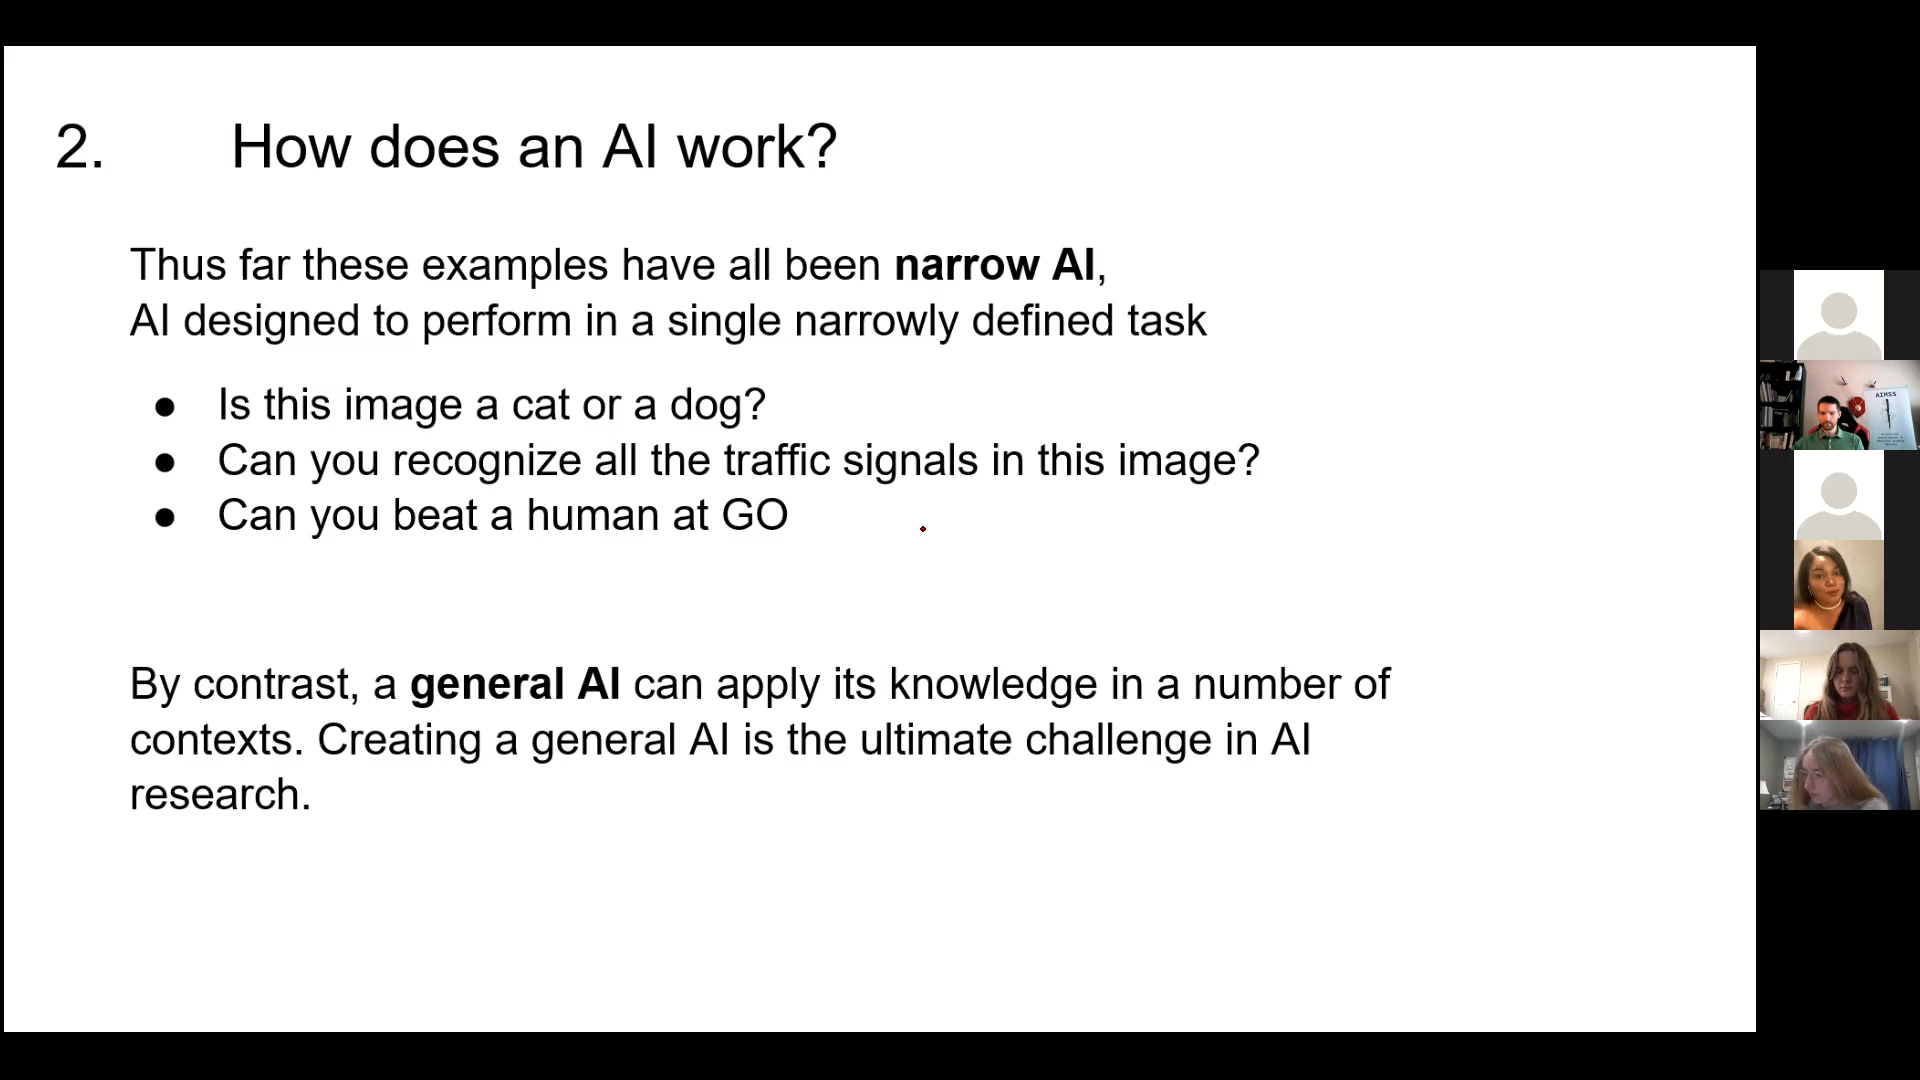 2. How does an AI work?
Thus far these examples have all been narrow AI,
AI designed to perform in a single narrowly defined task
● Is this image a cat or a dog?
● Can you recognize all the traffic signals in this image?
● Can you beat a human at GO
By contrast, a general AI can apply its knowledge in a number of
contexts. Creating a general AI is the ultimate challenge in AI
research.
AIMSS